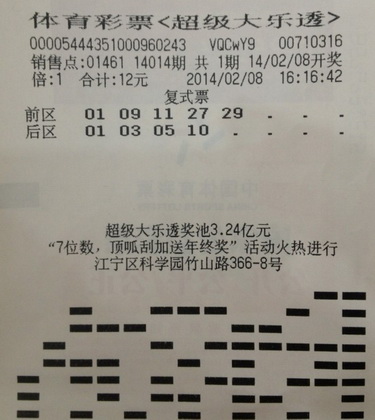 体育彩票<超级大乐透>
00005444351000960243 VQCwY9 00710316
销售点:01461 14014期 共 1期 14/02/08开奖
倍:1 合计:12元 2014/02/08 16:16:42
复式票
前区 01 09 11 27 29 . . .
后区 01 03 05 10 . . . .
超级大乐透奖池3.24亿元
“7位数，顶呱刮加送年终奖”活动火热进行
江宁区科学园竹山路366-8号